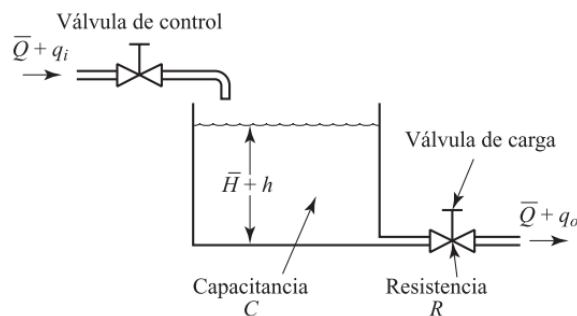 Válvula de control
Q̅ + qᵢ
Válvula de carga
H̅ + h
Q̅ + qₒ
Capacitancia
C
Resistencia
R